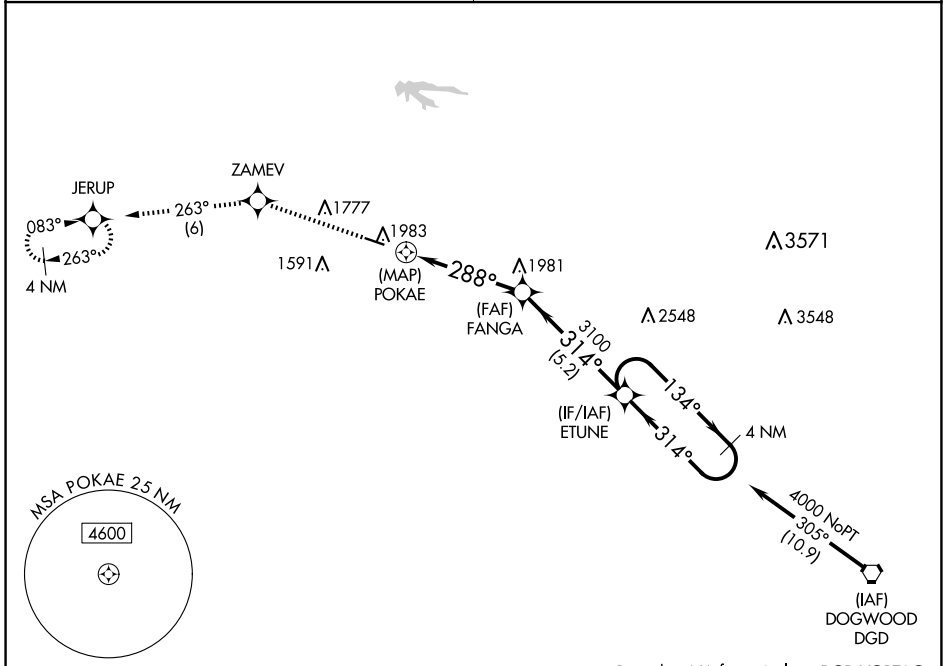 ZAMEV
JERUP
1777
083°
263°
(6)
1983
263°
4 NM
1591
(MAP)
POKAE
288°
1981
3571
(FAF)
FANGA
2548
3548
3100
314°
(5.2)
(IF/IAF)
ETUNE
134°
314°
4 NM
MSA POKAE 25 NM
4600
4000 NoPT
305°
(10.9)
(IAF)
DOGWOOD
DGD